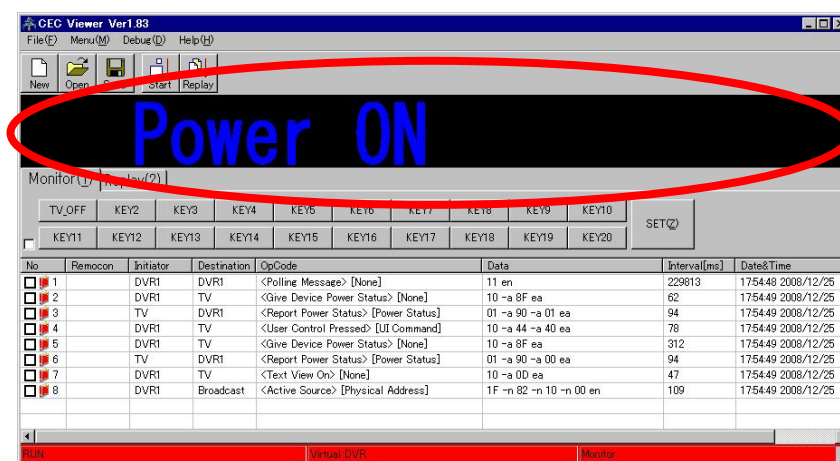 CEC Viewer Ver1.83
File(F) Menu(M) Debug(D) Help(H)
New Open Start Replay
Power ON
Monitor(1) Replay(2)
TV_OFF KEY2 KEY3 KEY4 KEY5 KEY6 KEY7 KEY8 KEY9 KEY10
SET(Z)
KEY11 KEY12 KEY13 KEY14 KEY15 KEY16 KEY17 KEY18 KEY19 KEY20
No Remocon Initiator Destination OpCode Data Interval[ms] Date&Time
1 DVR1 DVR1 <Polling Message> [None] 11 en 229813 17:54:48 2008/12/25
2 DVR1 TV <Give Device Power Status> [None] 10 -a 8F ea 62 17:54:49 2008/12/25
3 TV DVR1 <Report Power Status> [Power Status] 01 -a 90 -a 01 ea 94 17:54:49 2008/12/25
4 DVR1 TV <User Control Pressed> [UI Command] 10 -a 44 -a 40 ea 78 17:54:49 2008/12/25
5 DVR1 TV <Give Device Power Status> [None] 10 -a 8F ea 312 17:54:49 2008/12/25
6 TV DVR1 <Report Power Status> [Power Status] 01 -a 90 -a 00 ea 94 17:54:49 2008/12/25
7 DVR1 TV <Text View On> [None] 10 -a 0D ea 47 17:54:49 2008/12/25
8 DVR1 Broadcast <Active Source> [Physical Address] 1F -n 82 -n 10 -n 00 en 109 17:54:49 2008/12/25
RUN Virtual DVR Monitor